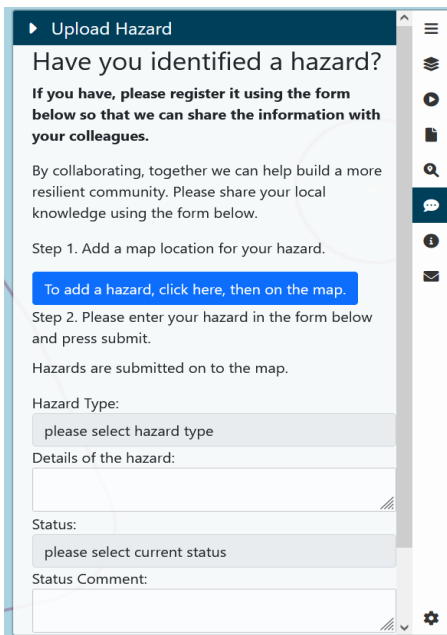 Upload Hazard
Have you identified a hazard?
If you have, please register it using the form
below so that we can share the information with
your colleagues.
By collaborating, together we can help build a more
resilient community. Please share your local
knowledge using the form below.
Step 1. Add a map location for your hazard.
To add a hazard, click here, then on the map.
Step 2. Please enter your hazard in the form below
and press submit.
Hazards are submitted on to the map.
Hazard Type:
please select hazard type
Details of the hazard:
Status:
please select current status
Status Comment: